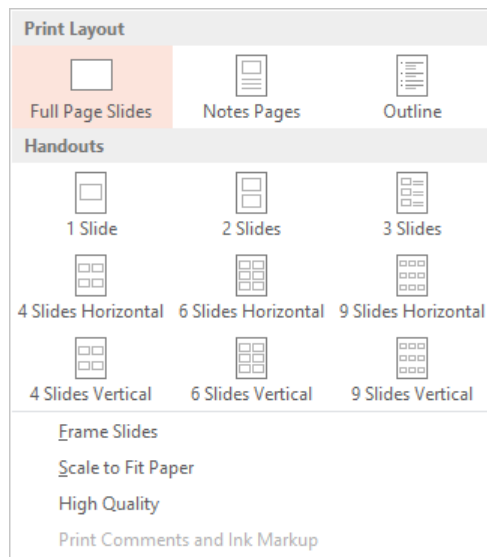 Print Layout
Full Page Slides Notes Pages Outline
Handouts
1 Slide 2 Slides 3 Slides
4 Slides Horizontal 6 Slides Horizontal 9 Slides Horizontal
4 Slides Vertical 6 Slides Vertical 9 Slides Vertical
Frame Slides
Scale to Fit Paper
High Quality
Print Comments and Ink Markup